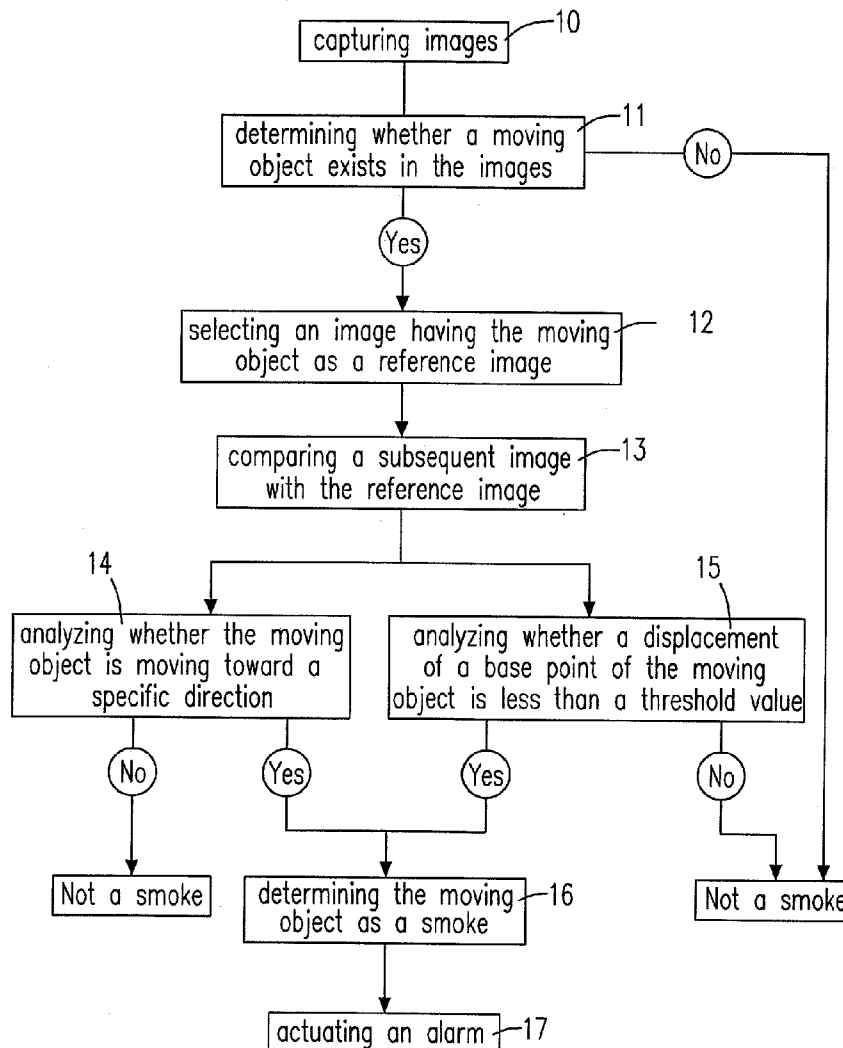 capturing images
10
determining whether a moving
object exists in the images
11
No
Yes
selecting an image having the moving
object as a reference image
12
comparing a subsequent image
with the reference image
13
14
analyzing whether the moving
object is moving toward a
specific direction
15
analyzing whether a displacement
of a base point of the moving
object is less than a threshold value
No
Yes
Yes
No
Not a smoke
determining the moving
object as a smoke
16
Not a smoke
actuating an alarm
17